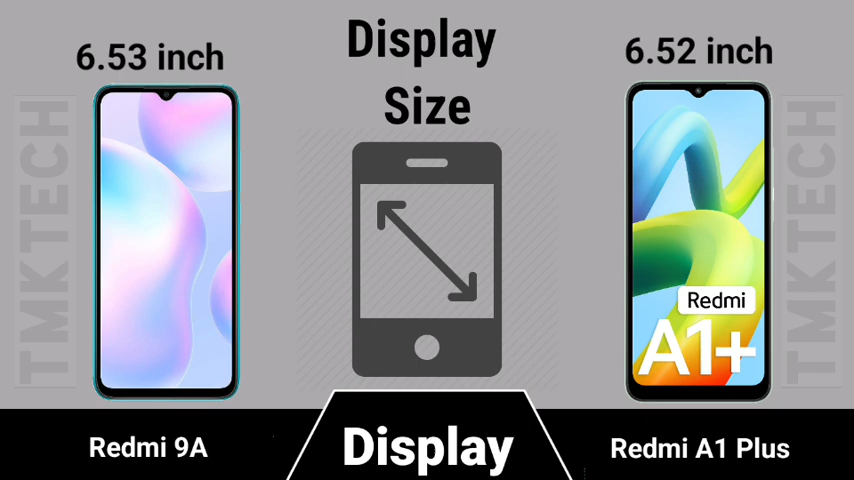 Display
Size
6.53 inch
6.52 inch
TMKTECH
TMKTECH
Redmi
A1+
Redmi 9A
Display
Redmi A1 Plus